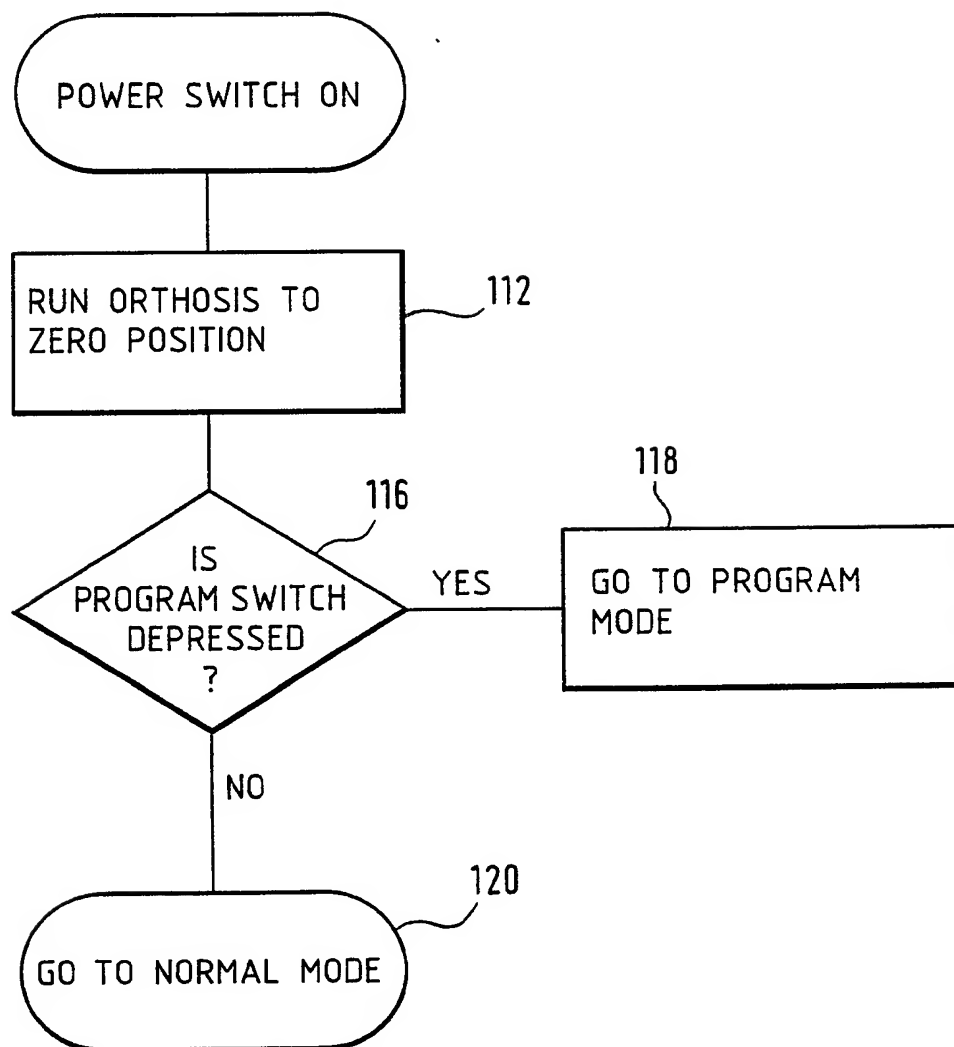 POWER SWITCH ON
RUN ORTHOSIS TO
ZERO POSITION
112
116
IS
PROGRAM SWITCH
DEPRESSED
?
YES
118
GO TO PROGRAM
MODE
NO
120
GO TO NORMAL MODE